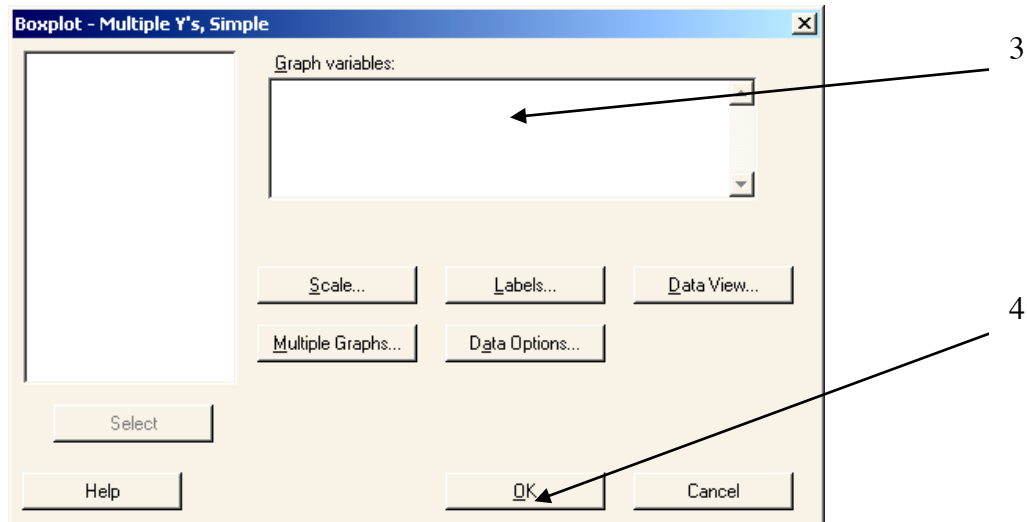 Boxplot - Multiple Y's, Simple
3
Graph variables:
Scale... Labels... Data View...
4
Multiple Graphs... Data Options...
Select
Help OK Cancel